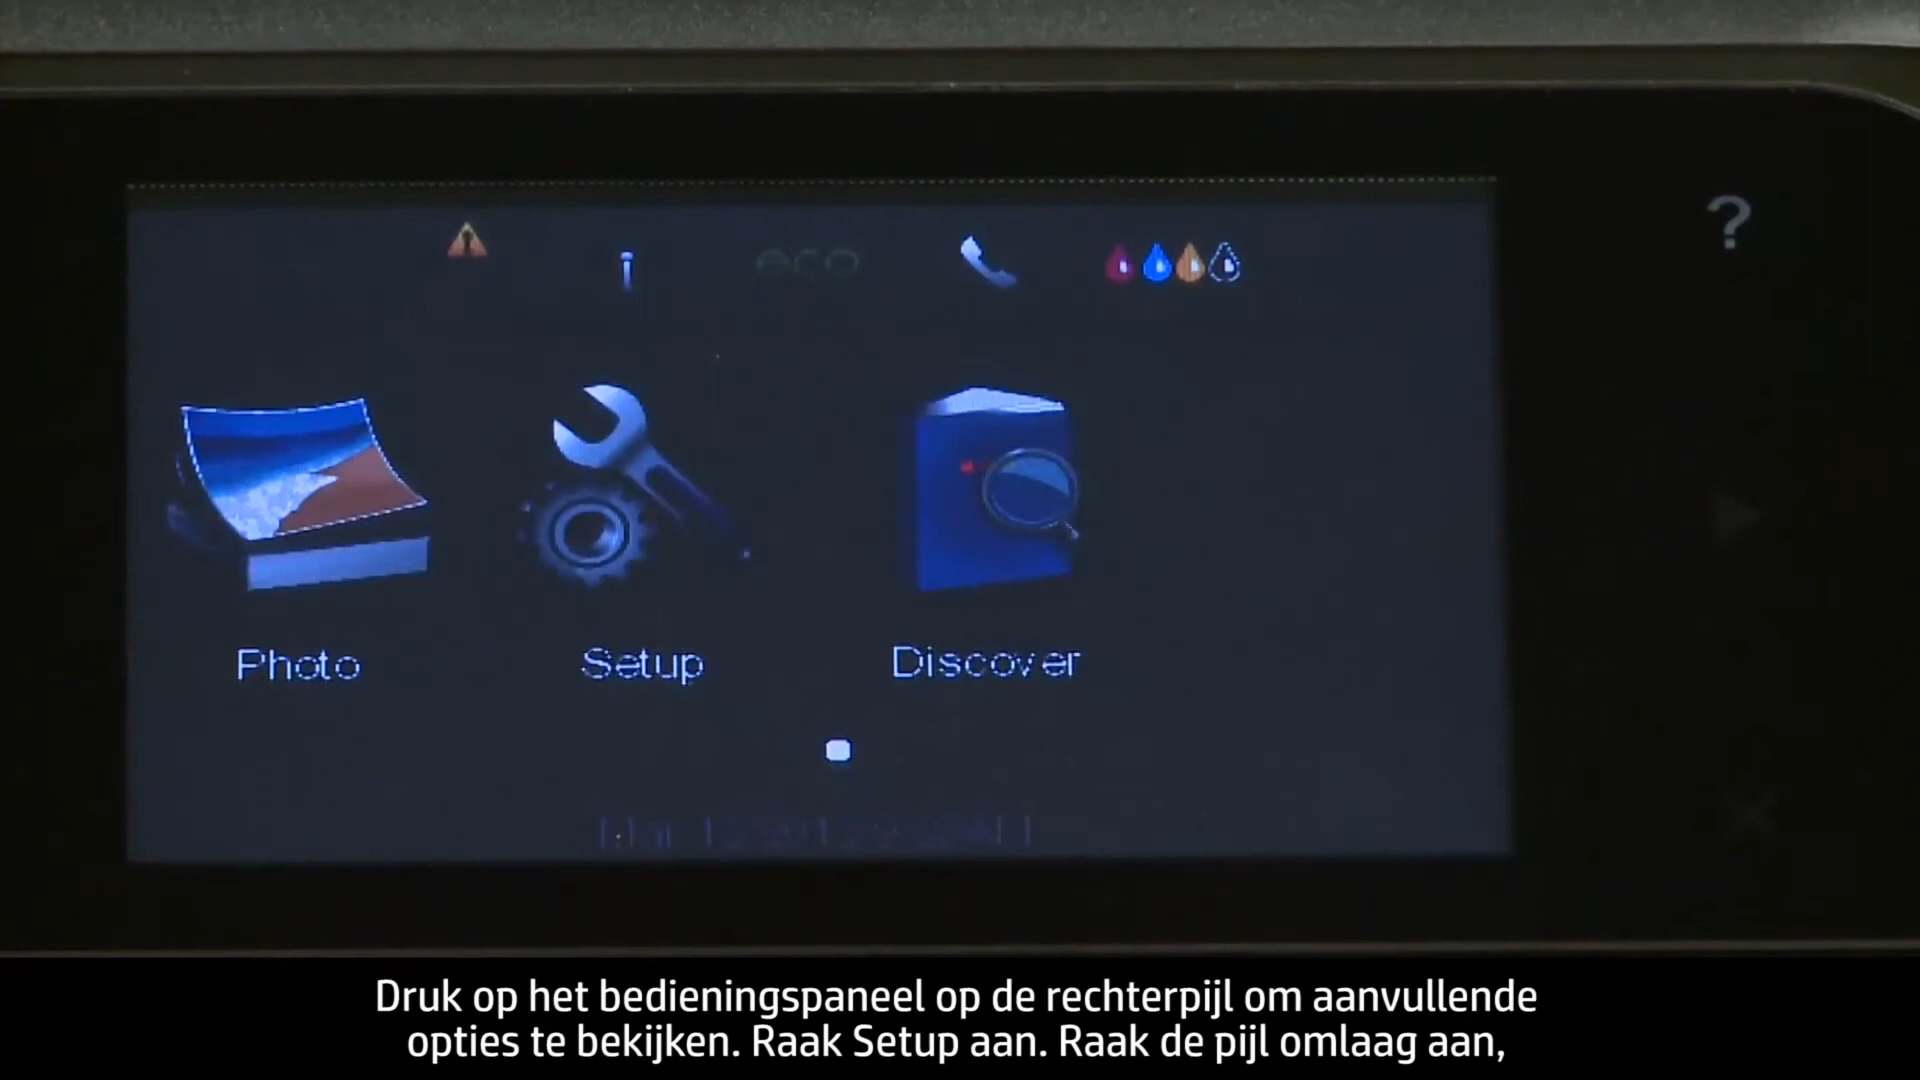 eco
?
Photo
Setup
Discover
Druk op het bedieningspaneel op de rechterpijl om aanvullende
opties te bekijken. Raak Setup aan. Raak de pijl omlaag aan,